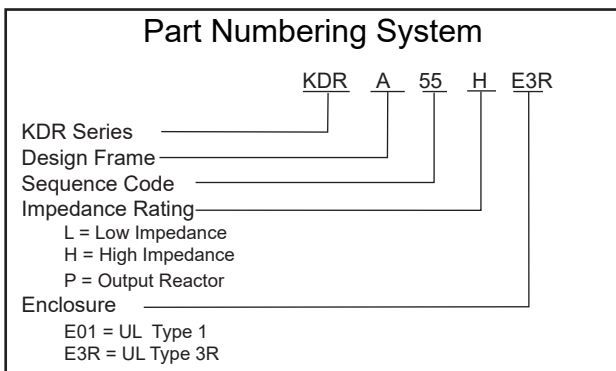 Part Numbering System
KDR A 55 H E3R
KDR Series
Design Frame
Sequence Code
Impedance Rating
L = Low Impedance
H = High Impedance
P = Output Reactor
Enclosure
E01 = UL Type 1
E3R = UL Type 3R